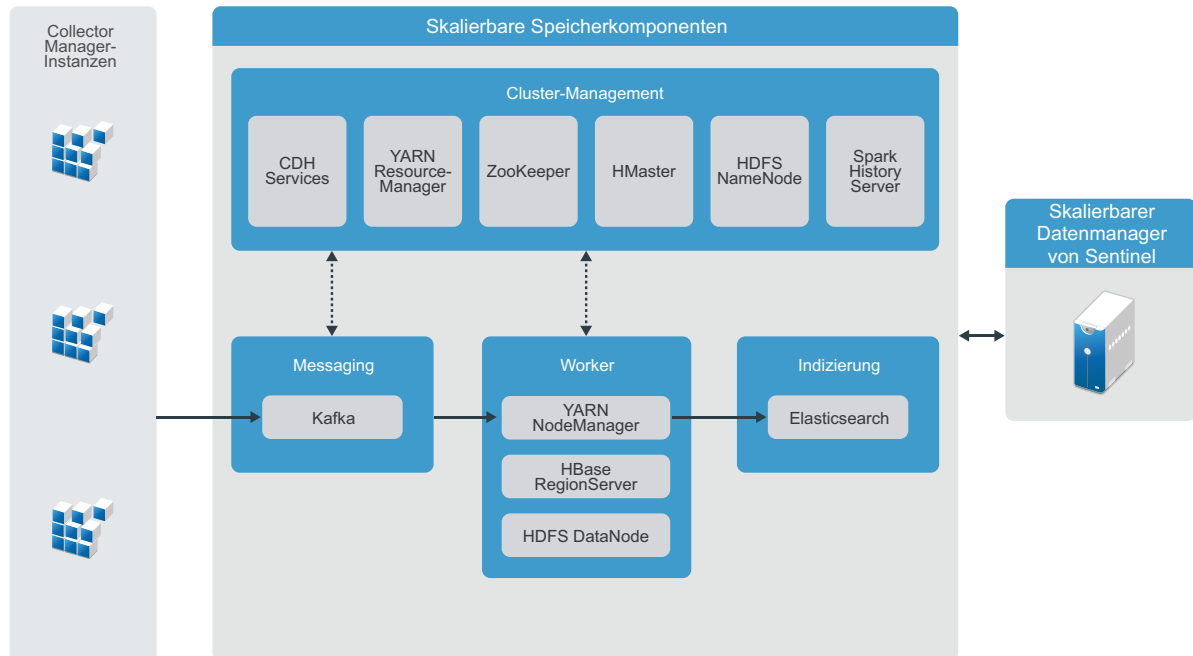 Collector
Manager-
Instanzen
Skalierbare Speicherkomponenten
Cluster-Management
CDH
Services
YARN
Resource-
Manager
ZooKeeper
HMaster
HDFS
NameNode
Spark
History
Server
Skalierbarer
Datenmanager
von Sentinel
Messaging
Kafka
Worker
YARN
NodeManager
HBase
RegionServer
HDFS DataNode
Indizierung
Elasticsearch